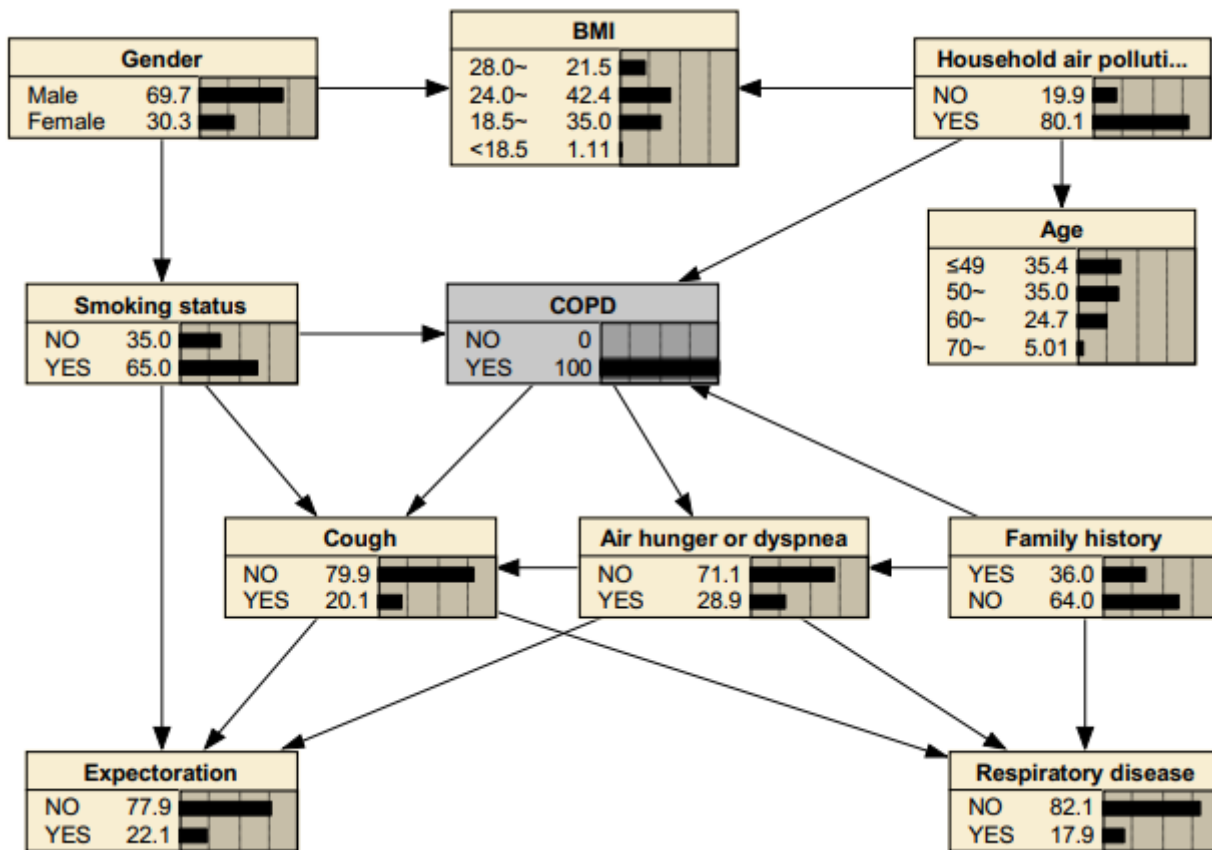 Gender
Male 69.7
Female 30.3
BMI
28.0~ 21.5
24.0~ 42.4
18.5~ 35.0
<18.5 1.11
Household air polluti...
NO 19.9
YES 80.1
Age
≤49 35.4
50~ 35.0
60~ 24.7
70~ 5.01
Smoking status
NO 35.0
YES 65.0
COPD
NO 0
YES 100
Cough
NO 79.9
YES 20.1
Air hunger or dyspnea
NO 71.1
YES 28.9
Family history
YES 36.0
NO 64.0
Expectoration
NO 77.9
YES 22.1
Respiratory disease
NO 82.1
YES 17.9